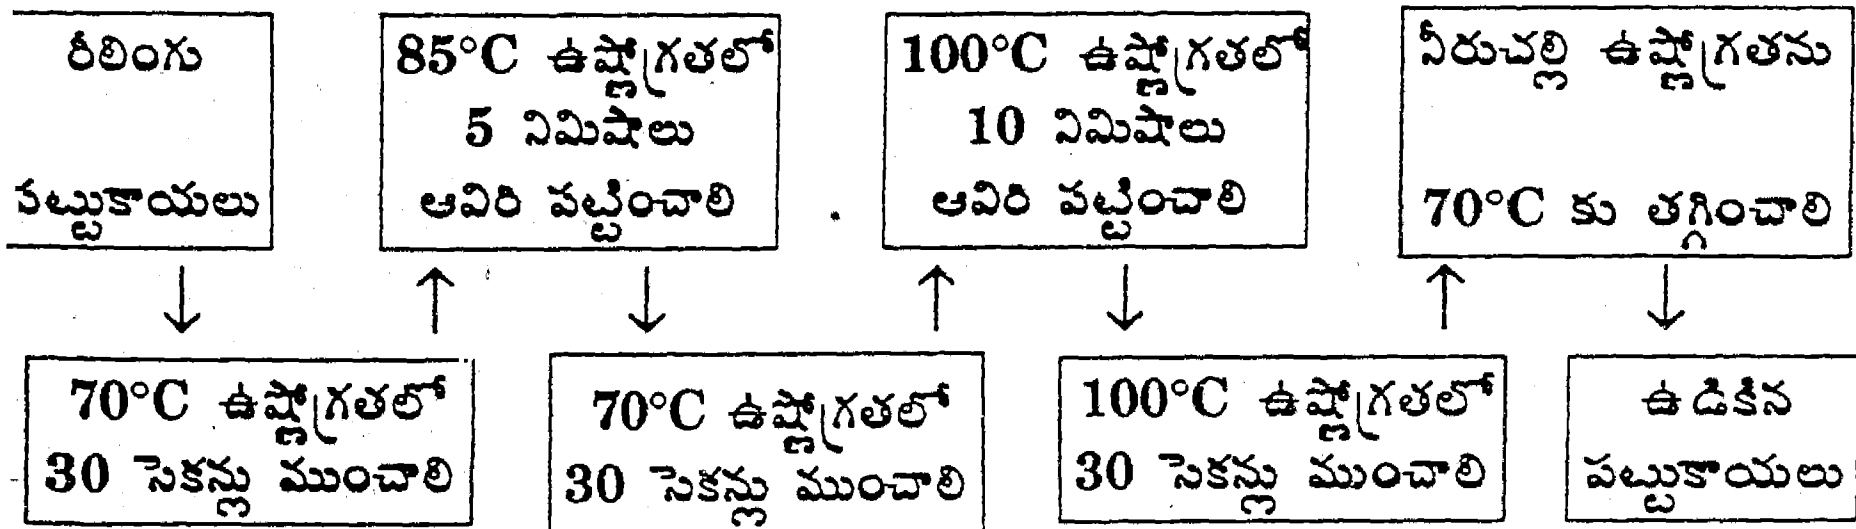 రీలింగు
పట్టుకాయలు
70°C ఉష్ణోగ్రతలో
30 సెకన్లు ముంచాలి
85°C ఉష్ణోగ్రతలో
5 నిమిషాలు
ఆవిరి పట్టించాలి
70°C ఉష్ణోగ్రతలో
30 సెకన్లు ముంచాలి
100°C ఉష్ణోగ్రతలో
10 నిమిషాలు
ఆవిరి పట్టించాలి
100°C ఉష్ణోగ్రతలో
30 సెకన్లు ముంచాలి
నీరుచల్లి ఉష్ణోగ్రతను
70°C కు తగ్గించాలి
ఉడికిన
పట్టుకాయలు